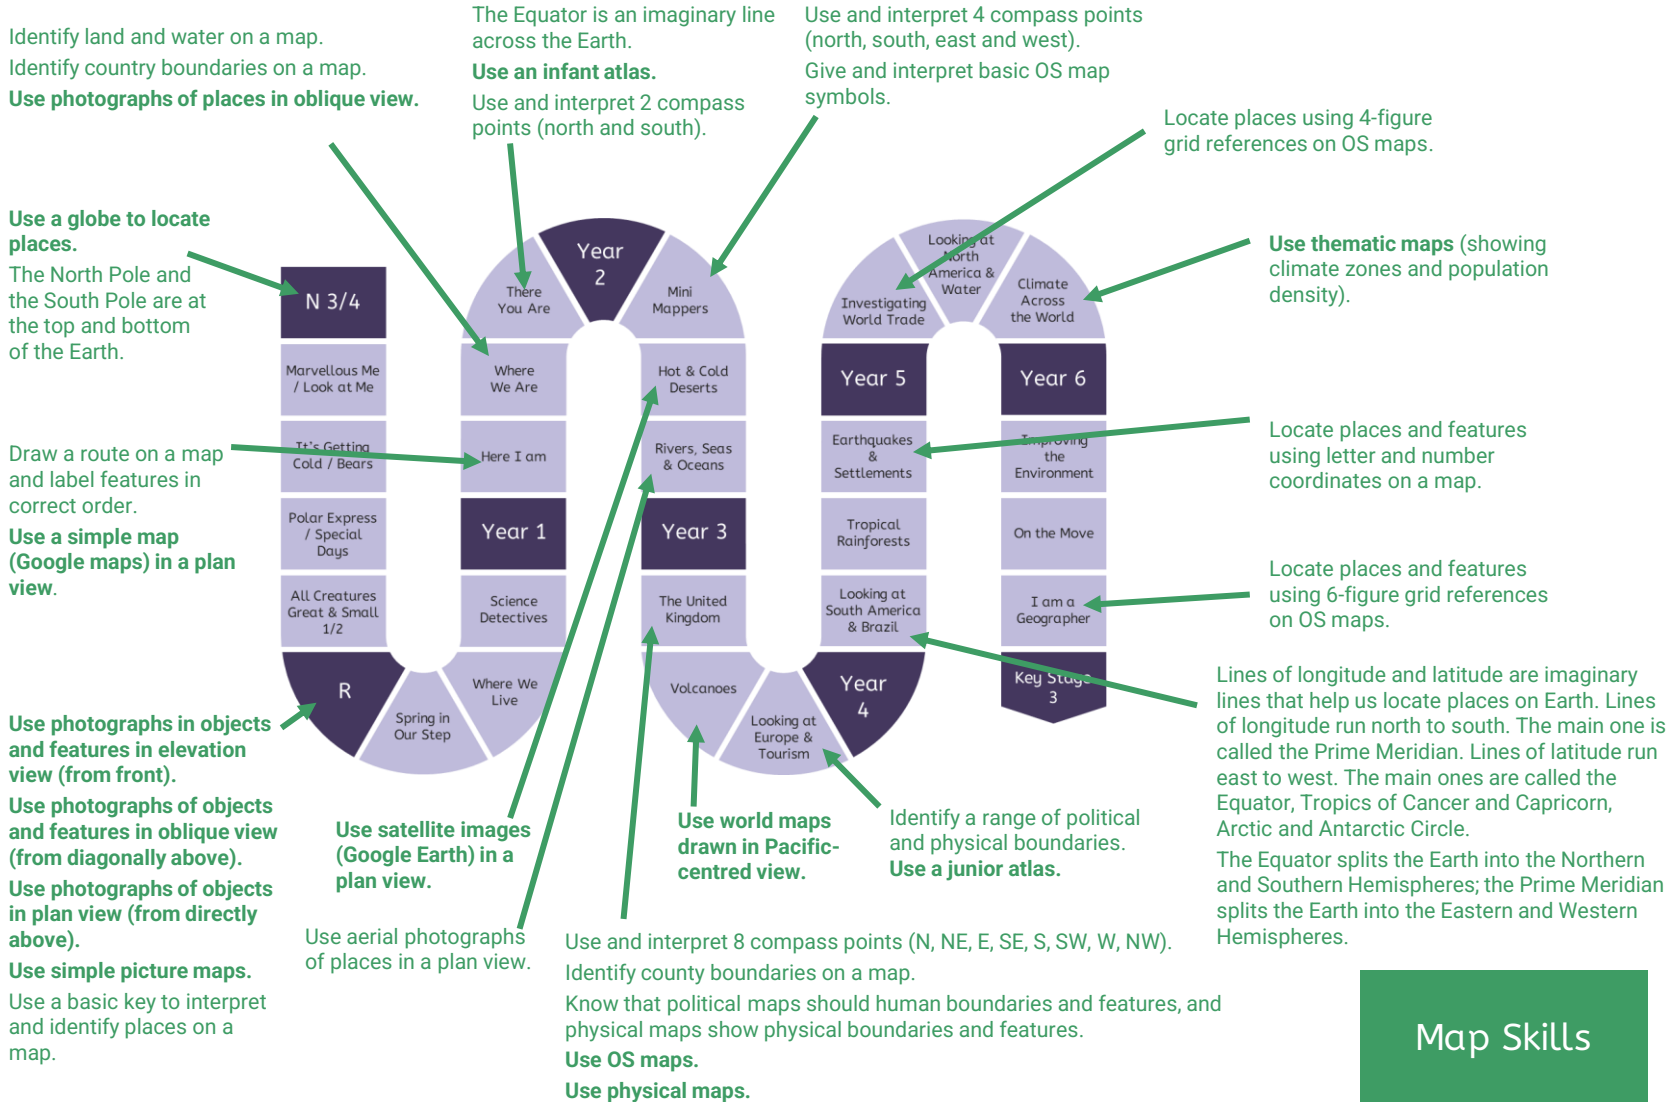 Identify land and water on a map.
Identify country boundaries on a map.
Use photographs of places in oblique view.
The Equator is an imaginary line
across the Earth.
Use an infant atlas.
Use and interpret 2 compass
points (north and south).
Use and interpret 4 compass points
(north, south, east and west).
Give and interpret basic OS map
symbols.
Locate places using 4-figure
grid references on OS maps.
Use a globe to locate
places.
The North Pole and
the South Pole are at
the top and bottom
of the Earth.
Use thematic maps (showing
climate zones and population
density).
Draw a route on a map
and label features in
correct order.
Use a simple map
(Google maps) in a plan
view.
Locate places and features
using letter and number
coordinates on a map.
Locate places and features
using 6-figure grid references
on OS maps.
N 3/4
Marvellous Me
/ Look at Me
It's Getting
Cold / Bears
Polar Express
/ Special
Days
All Creatures
Great & Small
1/2
R
Spring in
Our Step
Where We
Live
Science
Detectives
Year 1
Here I am
Where
We Are
There
You Are
Year
2
Mini
Mappers
Hot & Cold
Deserts
Rivers, Seas
& Oceans
Year 3
The United
Kingdom
Volcanoes
Looking at
Europe &
Tourism
Year
4
Looking at
South America
& Brazil
Tropical
Rainforests
Earthquakes
&
Settlements
Year 5
Investigating
World Trade
Looking at
North
America &
Water
Climate
Across
the World
Year 6
Improving
the
Environment
On the Move
I am a
Geographer
Key Stage
3
Use photographs in objects
and features in elevation
view (from front).
Use photographs of objects
and features in oblique view
(from diagonally above).
Use photographs of objects
in plan view (from directly
above).
Use simple picture maps.
Use a basic key to interpret
and identify places on a
map.
Use satellite images
(Google Earth) in a
plan view.
Use aerial photographs
of places in a plan view.
Use world maps
drawn in Pacific-
centred view.
Identify a range of political
and physical boundaries.
Use a junior atlas.
Use and interpret 8 compass points (N, NE, E, SE, S, SW, W, NW).
Identify county boundaries on a map.
Know that political maps should human boundaries and features, and
physical maps show physical boundaries and features.
Use OS maps.
Use physical maps.
Lines of longitude and latitude are imaginary
lines that help us locate places on Earth. Lines
of longitude run north to south. The main one is
called the Prime Meridian. Lines of latitude run
east to west. The main ones are called the
Equator, Tropics of Cancer and Capricorn,
Arctic and Antarctic Circle.
The Equator splits the Earth into the Northern
and Southern Hemispheres; the Prime Meridian
splits the Earth into the Eastern and Western
Hemispheres.
Map Skills